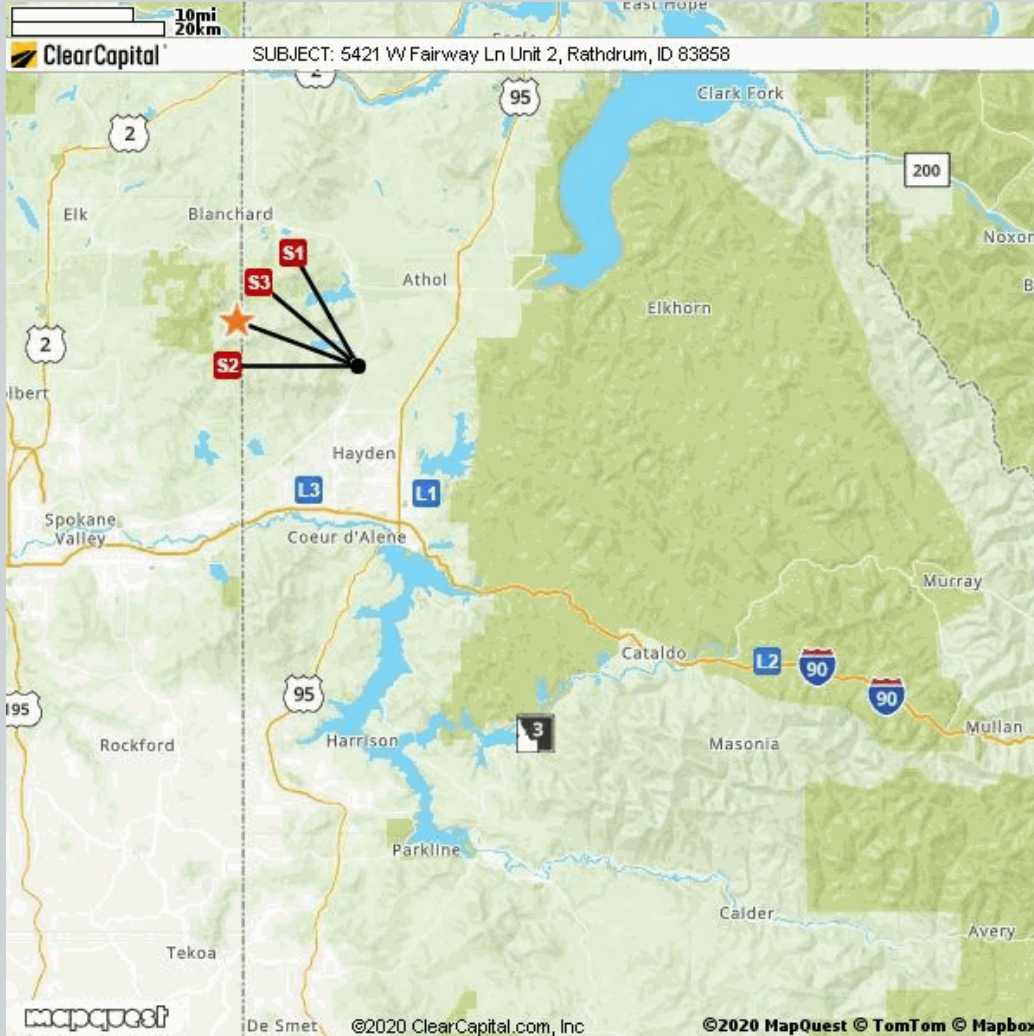 10mi
20km
East Hope
ClearCapital
SUBJECT: 5421 W Fairway Ln Unit 2, Rathdrum, ID 83858
2
95
Clark Fork
2
200
Elk
Blanchard
Noxon
S1
S3
Athol
Elkhorn
2
S2
Hayden
L3
L1
Spokane
Valley
Coeur d'Alene
Murray
Cataldo
L2
90
90
95
195
3
Mullan
Rockford
Harrison
Masonia
Parkline
Calder
Avery
Tekoa
mapquest
De Smet
©2020 ClearCapital.com, Inc
©2020 MapQuest © TomTom © Mapbo